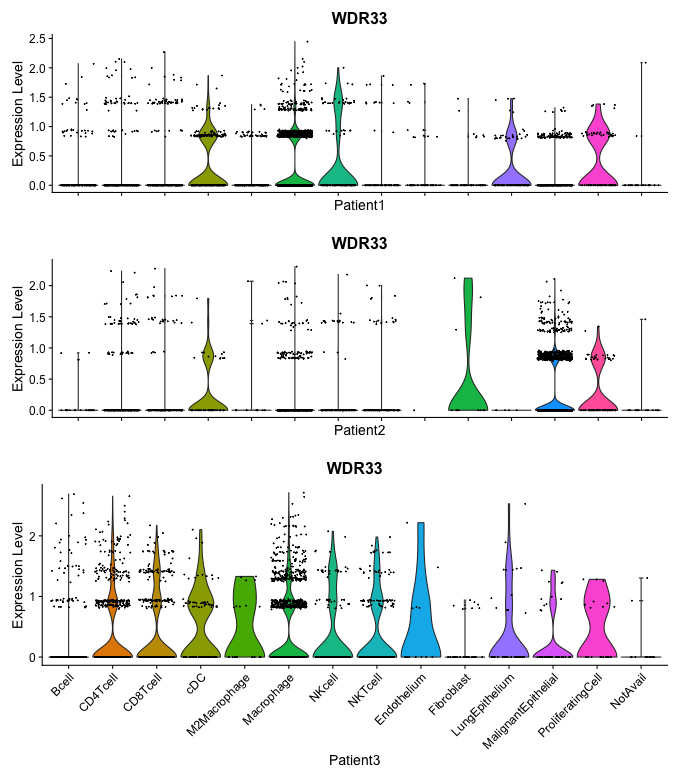 WDR33
Expression Level
2.5
2.0
1.5
1.0
0.5
0.0
Patient1
WDR33
Expression Level
2.0
1.5
1.0
0.5
0.0
Patient2
WDR33
Expression Level
2
1
0
Bcell
CD4Tcell
CD8Tcell
cDC
M2Macrophage
Macrophage
NKcell
NKTcell
Endothelium
Fibroblast
LungEpithelium
MalignantEpithelial
ProliferatingCell
NotAvail
Patient3